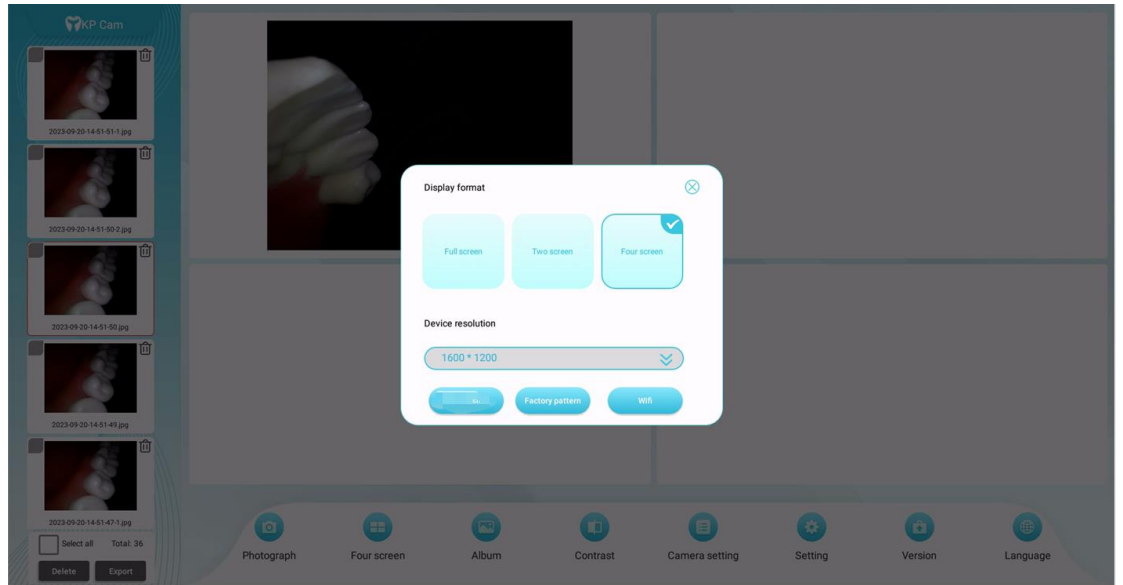 KP Cam
2023-09-20-14-51-51-1.jpg
2023-09-20-14-51-50-2.jpg
2023-09-20-14-51-50.jpg
2023-09-20-14-51-49.jpg
2023-09-20-14-51-47-1.jpg
Select all Total: 36
Delete Export
Display format
Full screen Two screen Four screen
Device resolution
1600 * 1200
Factory pattern Wifi
Photograph Four screen Album Contrast Camera setting Setting Version Language